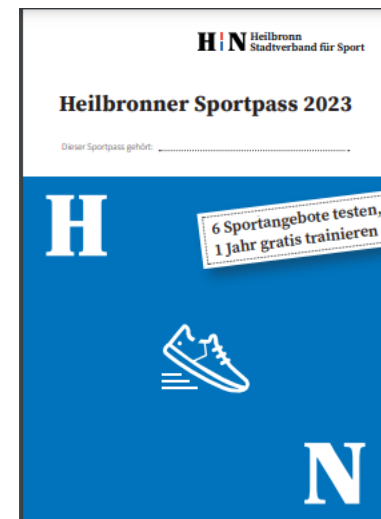 H N Heilbronn
Stadtverband für Sport
Heilbronner Sportpass 2023
Dieser Sportpass gehört:
H
6 Sportangebote testen,
1 Jahr gratis trainieren
N